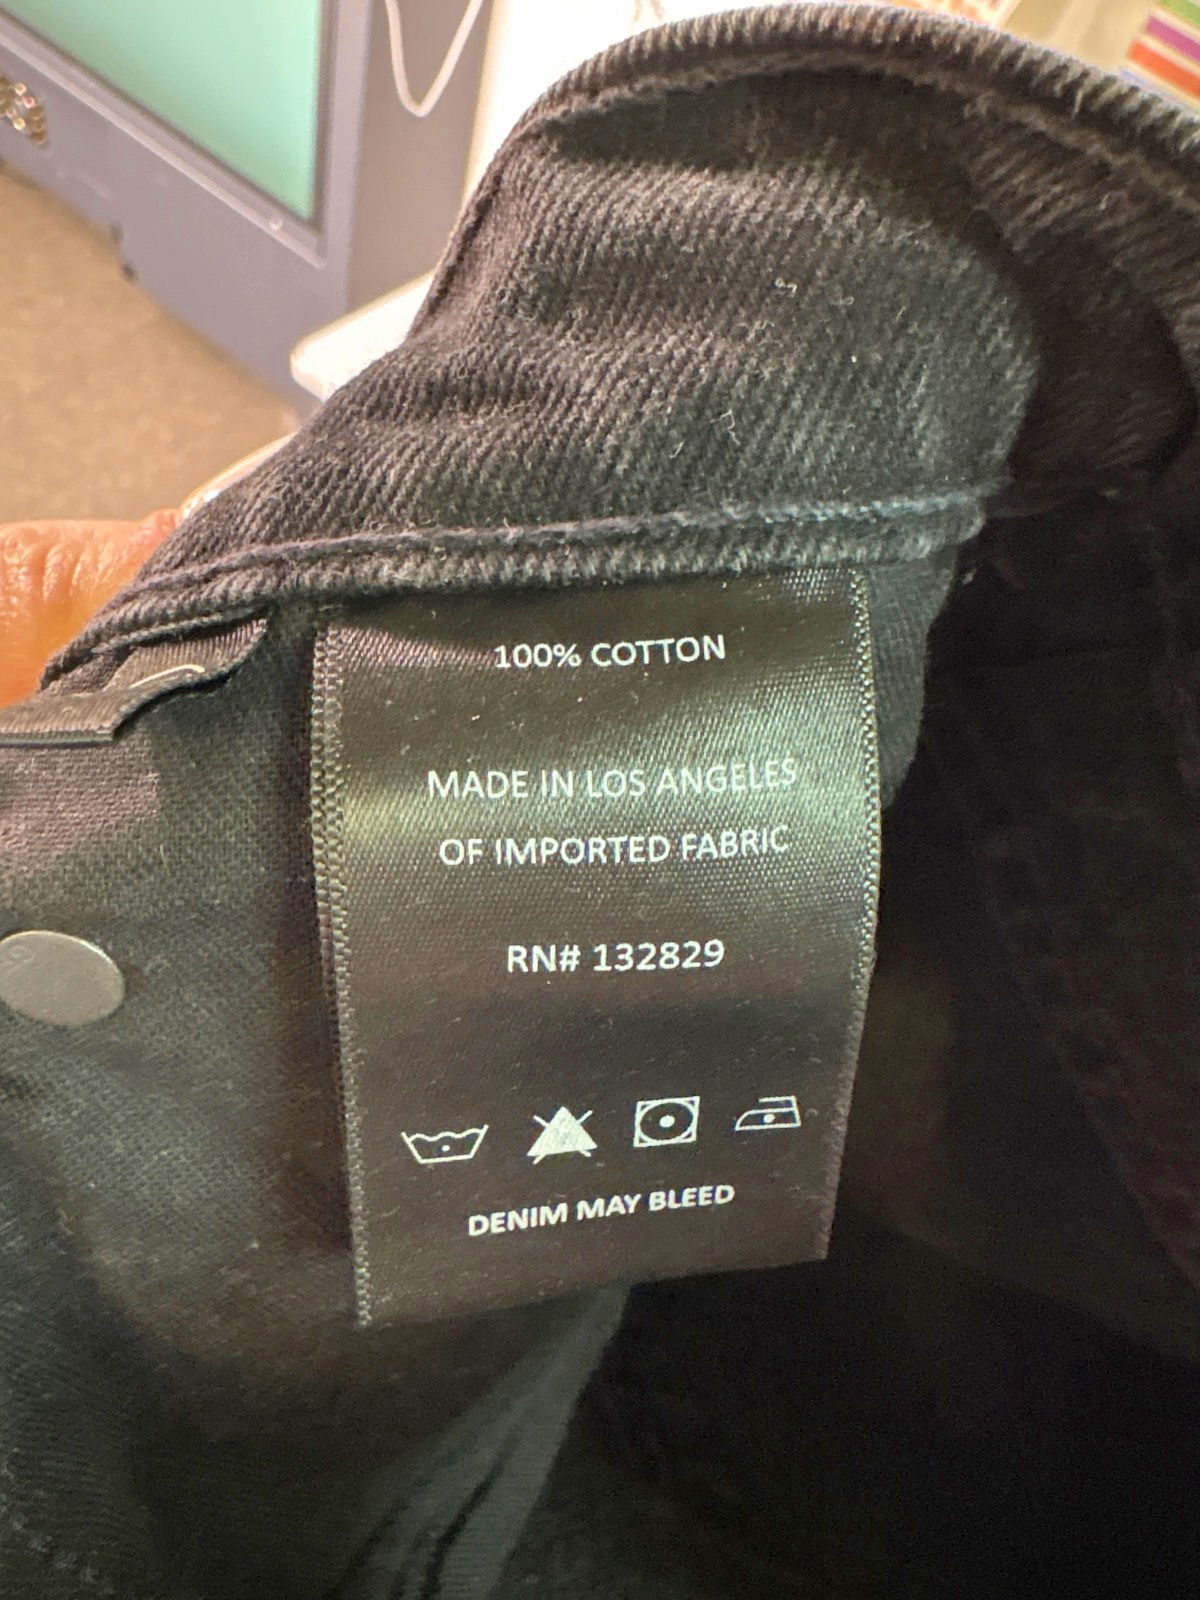 100% COTTON
MADE IN LOS ANGELES
OF IMPORTED FABRIC
RN# 132829
DENIM MAY BLEED